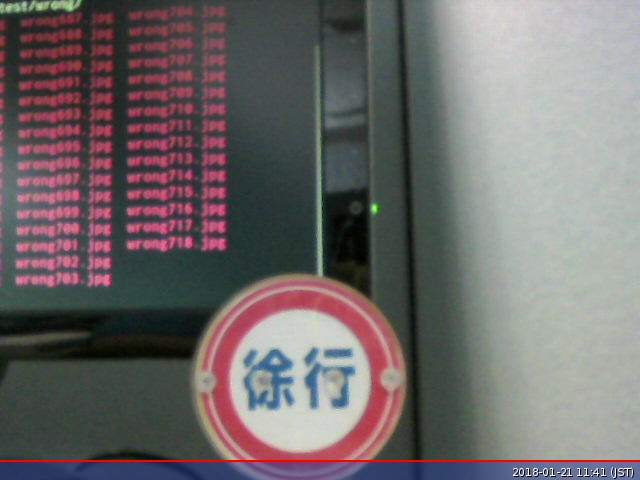 test/wrong/
wrong687.jpg wrong704.jpg
wrong688.jpg wrong705.jpg
wrong689.jpg wrong706.jpg
wrong690.jpg wrong707.jpg
wrong691.jpg wrong708.jpg
wrong692.jpg wrong709.jpg
wrong693.jpg wrong710.jpg
wrong694.jpg wrong711.jpg
wrong695.jpg wrong712.jpg
wrong696.jpg wrong713.jpg
wrong697.jpg wrong714.jpg
wrong698.jpg wrong715.jpg
wrong699.jpg wrong716.jpg
wrong700.jpg wrong717.jpg
wrong701.jpg wrong718.jpg
wrong702.jpg
wrong703.jpg
徐行
2018-01-21 11:41 (JST)